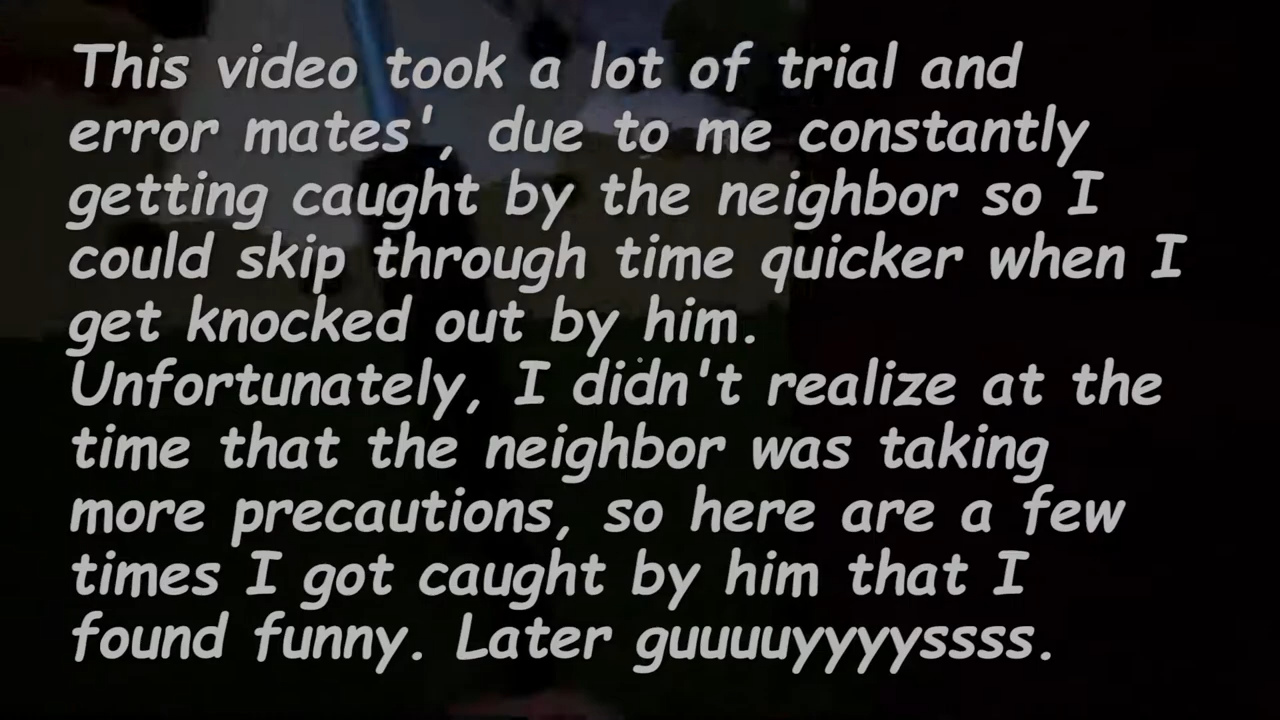 This video took a lot of trial and
error mates', due to me constantly
getting caught by the neighbor so I
could skip through time quicker when I
get knocked out by him.
Unfortunately, I didn't realize at the
time that the neighbor was taking
more precautions, so here are a few
times I got caught by him that I
found funny. Later guuuuyyyyssss.